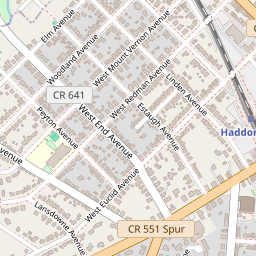 Elm Avenue
Woodland Avenue
West Mount Vernon Avenue
CR 641
West Redman Avenue
Linden Avenue
Estaugh Avenue
Peyton Avenue
West End Avenue
Haddon
Avenue
Lansdowne Avenue
West Euclid Avenue
CR 551 Spur